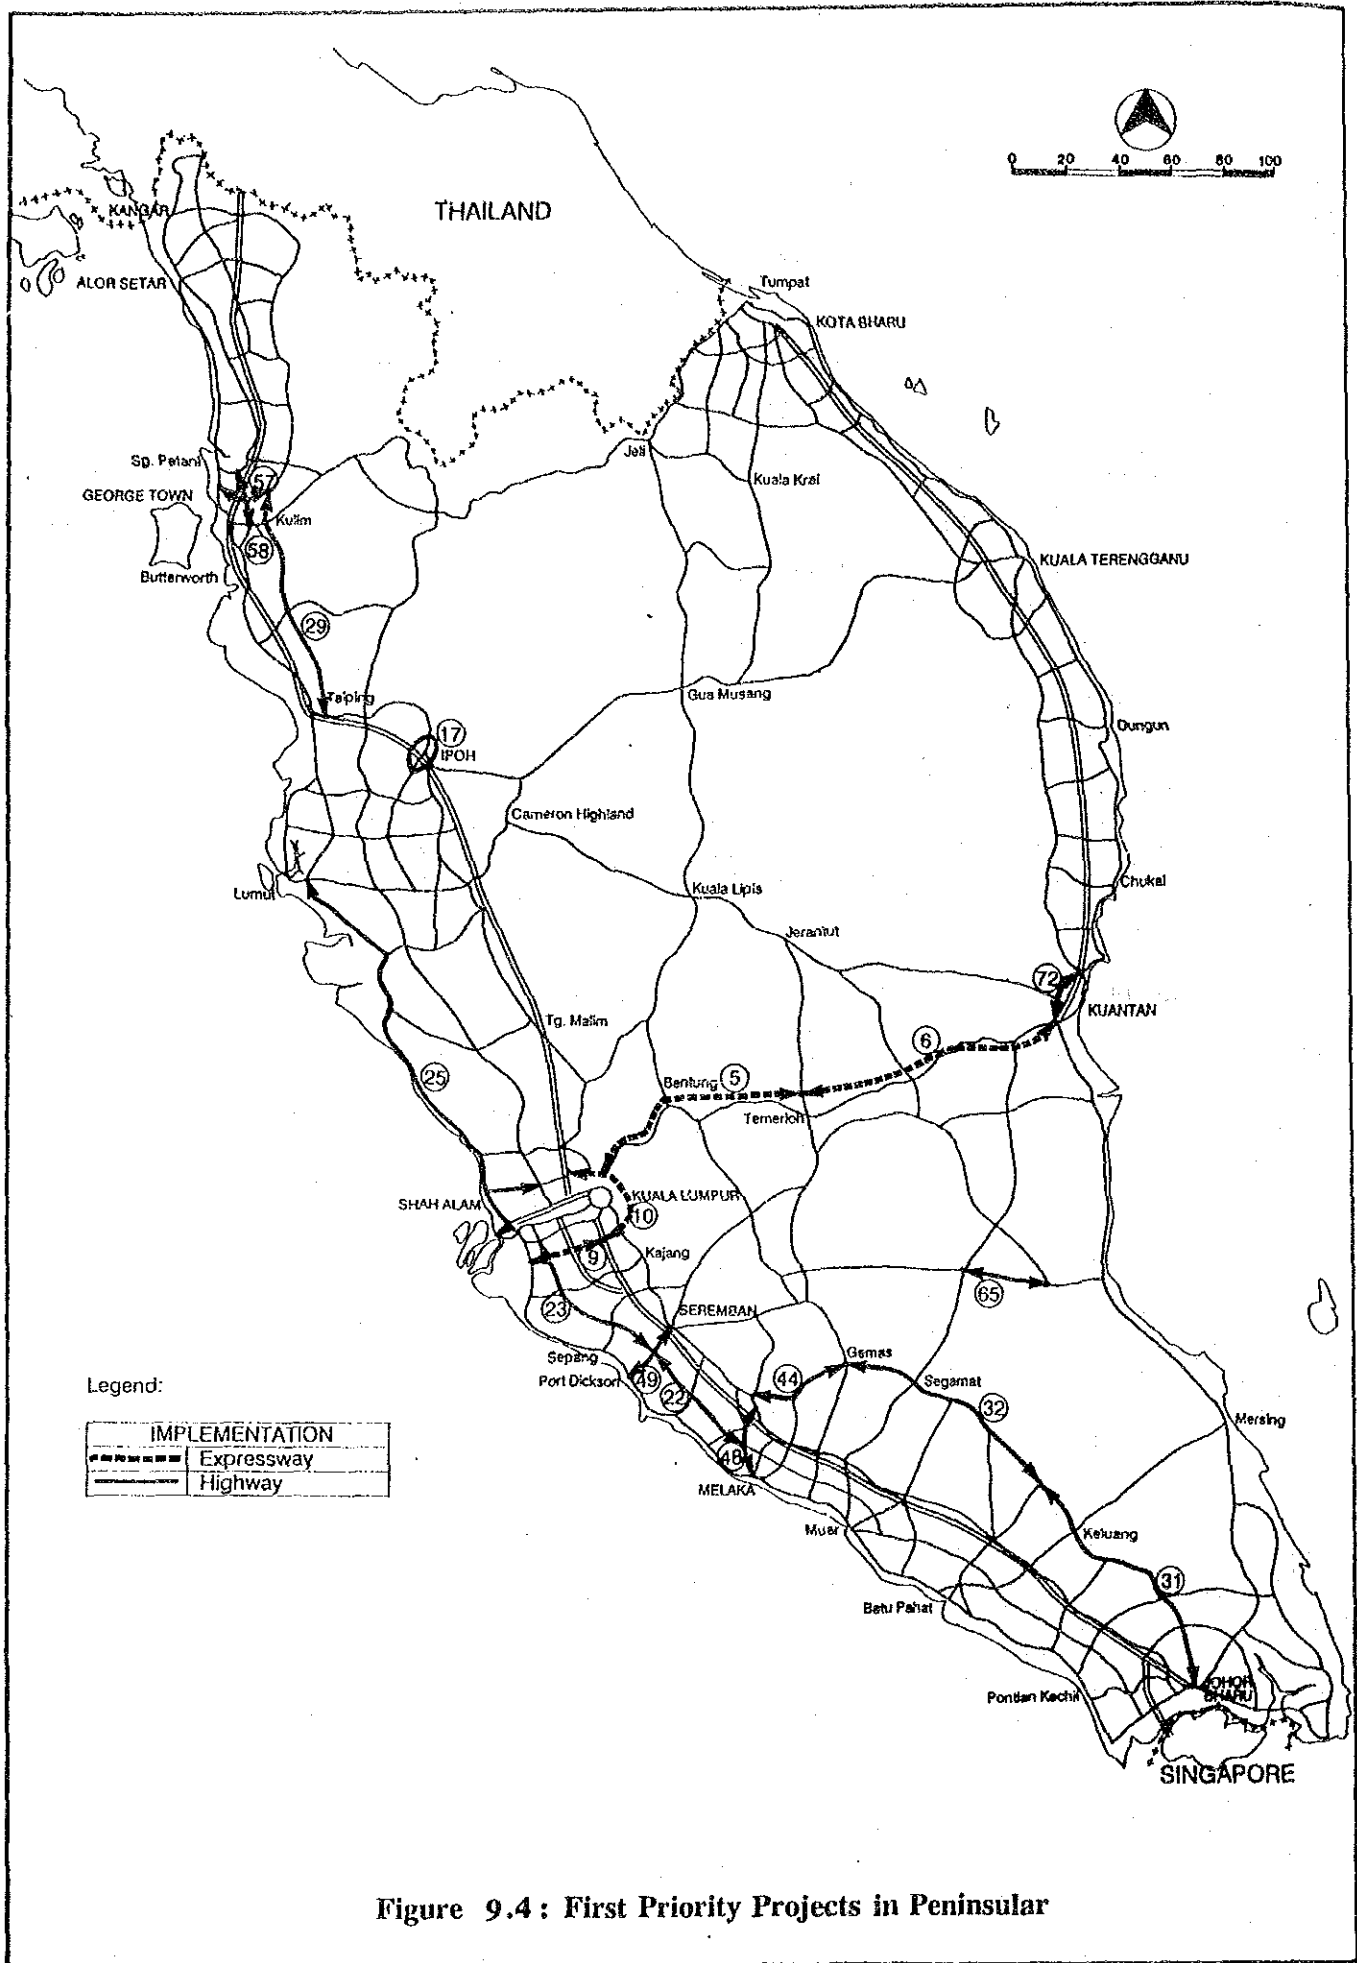 0 20 40 60 80 100
THAILAND
KANGAR
ALOR SETAR
Tumpat
KOTA BHARU
Sg. Petani
Jeli
Kuala Krai
57
GEORGE TOWN
Kulim
58
Butterworth
KUALA TERENGGANU
29
Taiping
Gua Musang
Dungun
17
IPOH
Cameron Highland
Lumut
Kuala Lipis
Chukai
Jerantut
72
KUANTAN
Tg. Malim
6
25
Bentung
5
Temerloh
SHAH ALAM
KUALA LUMPUR
10
9
Kajang
23
65
SEREMBAN
Sepang
Port Dickson
49
22
44
Gemas
Segamat
32
Mersing
48
MELAKA
Muar
Keluang
31
Batu Pahat
Pontian Kechil
JOHOR
BHARU
SINGAPORE
Legend:
IMPLEMENTATION
Expressway
Highway
Figure 9.4 : First Priority Projects in Peninsular